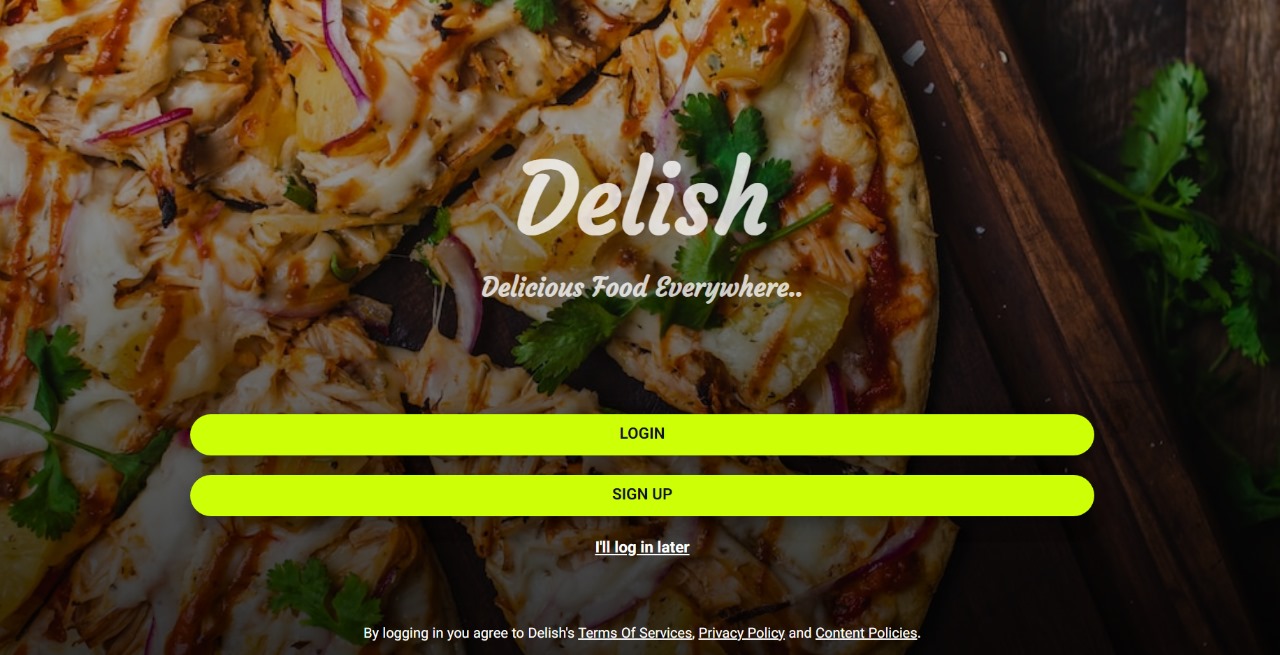 Delish
Delicious Food Everywhere..
LOGIN
SIGN UP
I'll log in later
By logging in you agree to Delish's Terms Of Services, Privacy Policy and Content Policies.